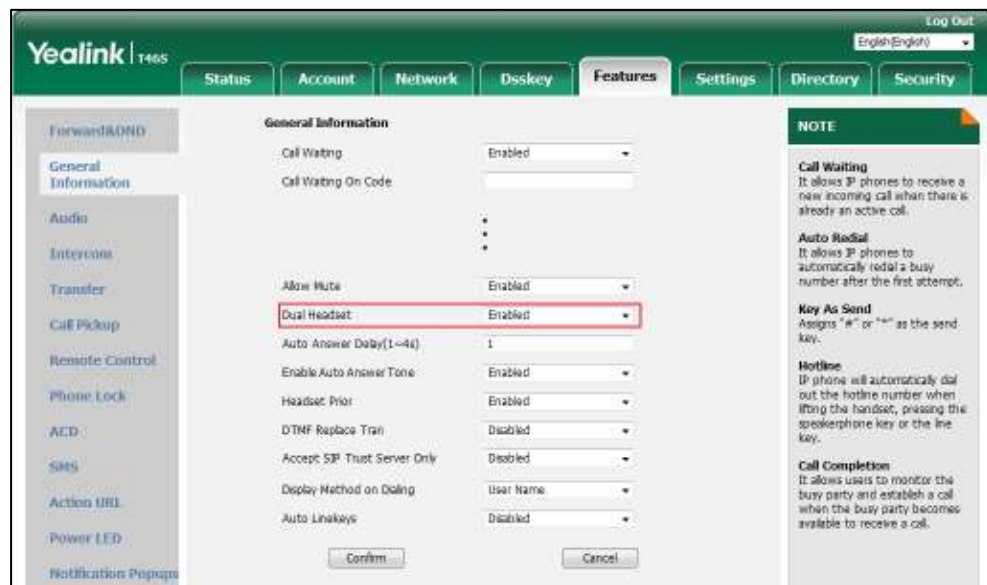 Log Out
English(English)
Yealink | T46S
Status
Account
Network
Dsskey
Features
Settings
Directory
Security
Forward&DND
General
Information
Audio
Intercom
Transfer
Call Pickup
Remote Control
Phone Lock
ACD
SMS
Action URL
Power LED
Notification Popups
General Information
Call Waiting Enabled
Call Waiting On Code
Allow Mute Enabled
Dual Headset Enabled
Auto Answer Delay(1~4s) 1
Enable Auto Answer Tone Enabled
Headset Prior Enabled
DTMF Replace Tran Disabled
Accept SIP Trust Server Only Disabled
Display Method on Dialing User Name
Auto Linekeys Disabled
Confirm Cancel
NOTE
Call Waiting
It allows IP phones to receive a
new incoming call when there is
already an active call.
Auto Redial
It allows IP phones to
automatically redial a busy
number after the first attempt.
Key As Send
Assigns "#" or "*" as the send
key.
Hotline
IP phone will automatically dial
out the hotline number when
lifting the handset, pressing the
speakerphone key or the line
key.
Call Completion
It allows users to monitor the
busy party and establish a call
when the busy party becomes
available to receive a call.